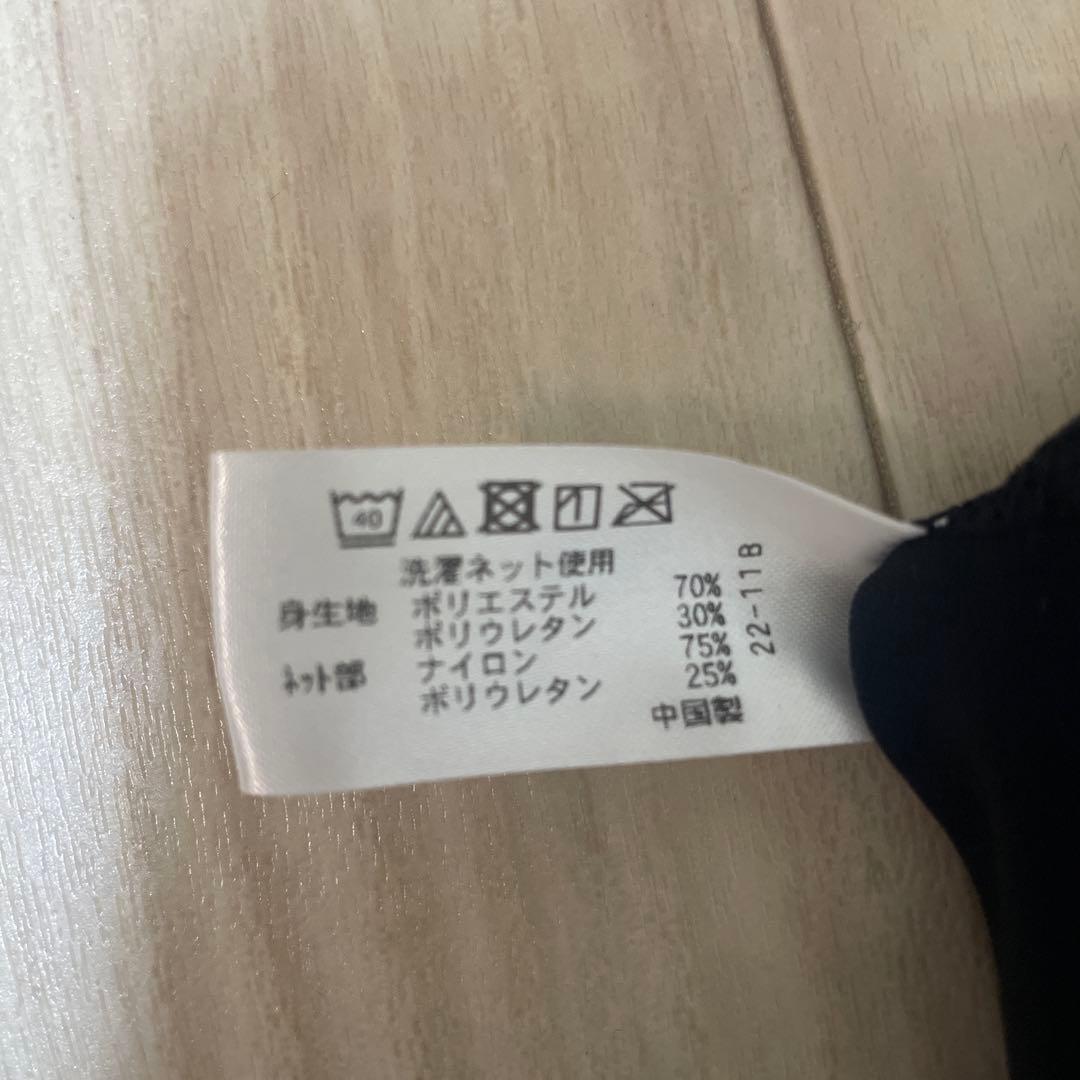 40
洗濯ネット使用
身生地 ポリエステル 70%
ポリウレタン 30%
ネット部 ナイロン 75%
ポリウレタン 25%
中国製
22-118